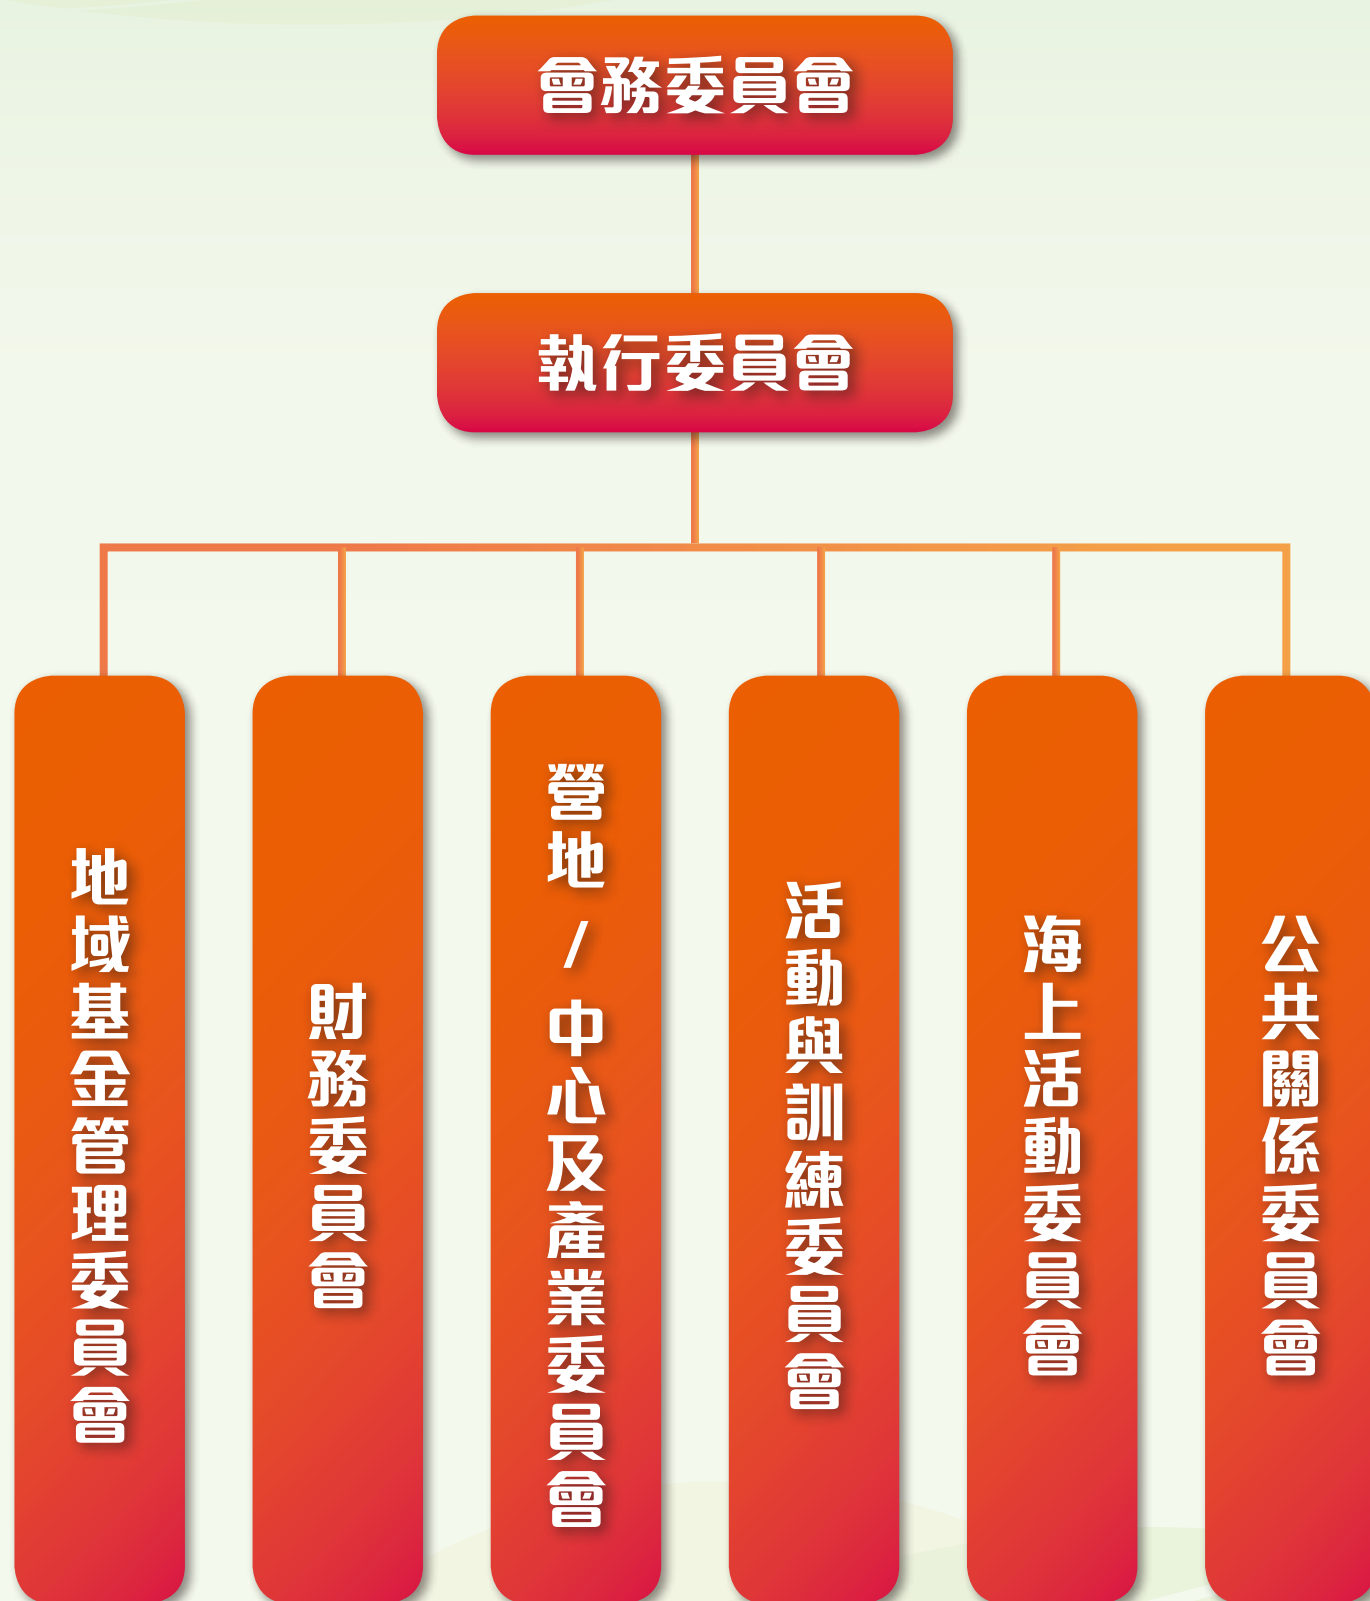 會務委員會
執行委員會
地域基金管理委員會
財務委員會
營地/中心及產業委員會
活動與訓練委員會
海上活動委員會
公共關係委員會